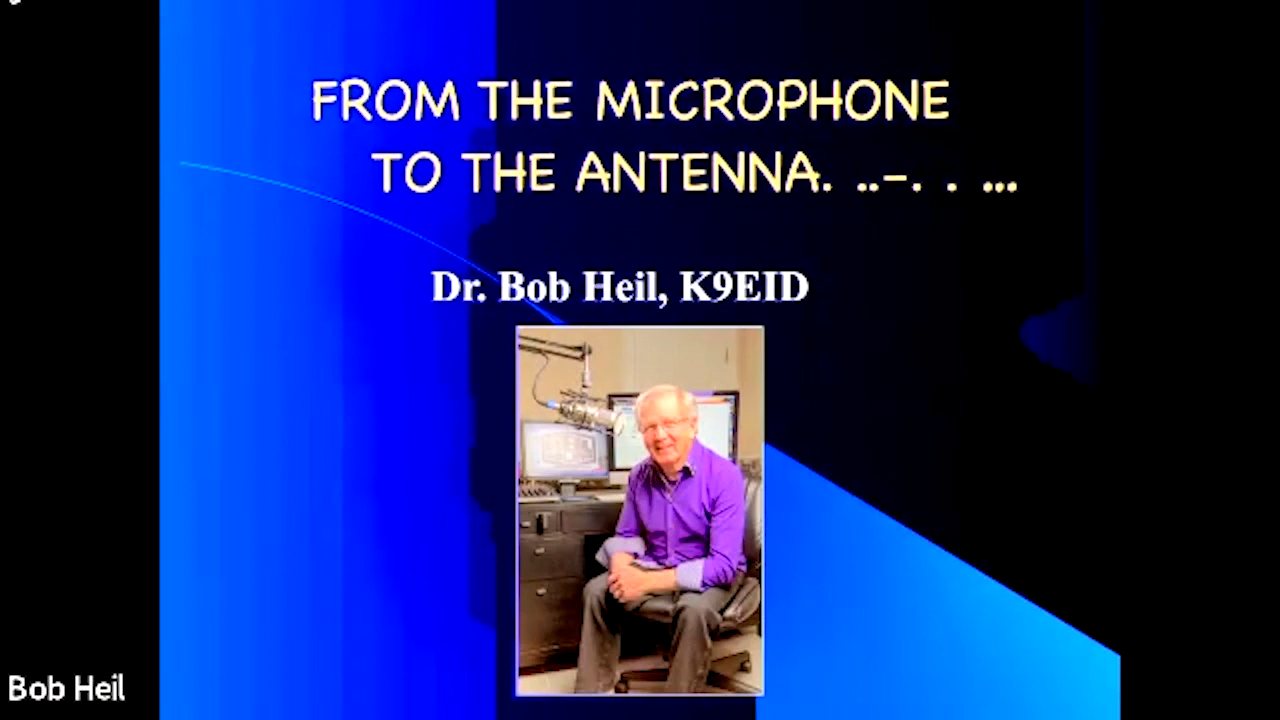 FROM THE MICROPHONE
TO THE ANTENNA. ..–. . ...
Dr. Bob Heil, K9EID
Bob Heil